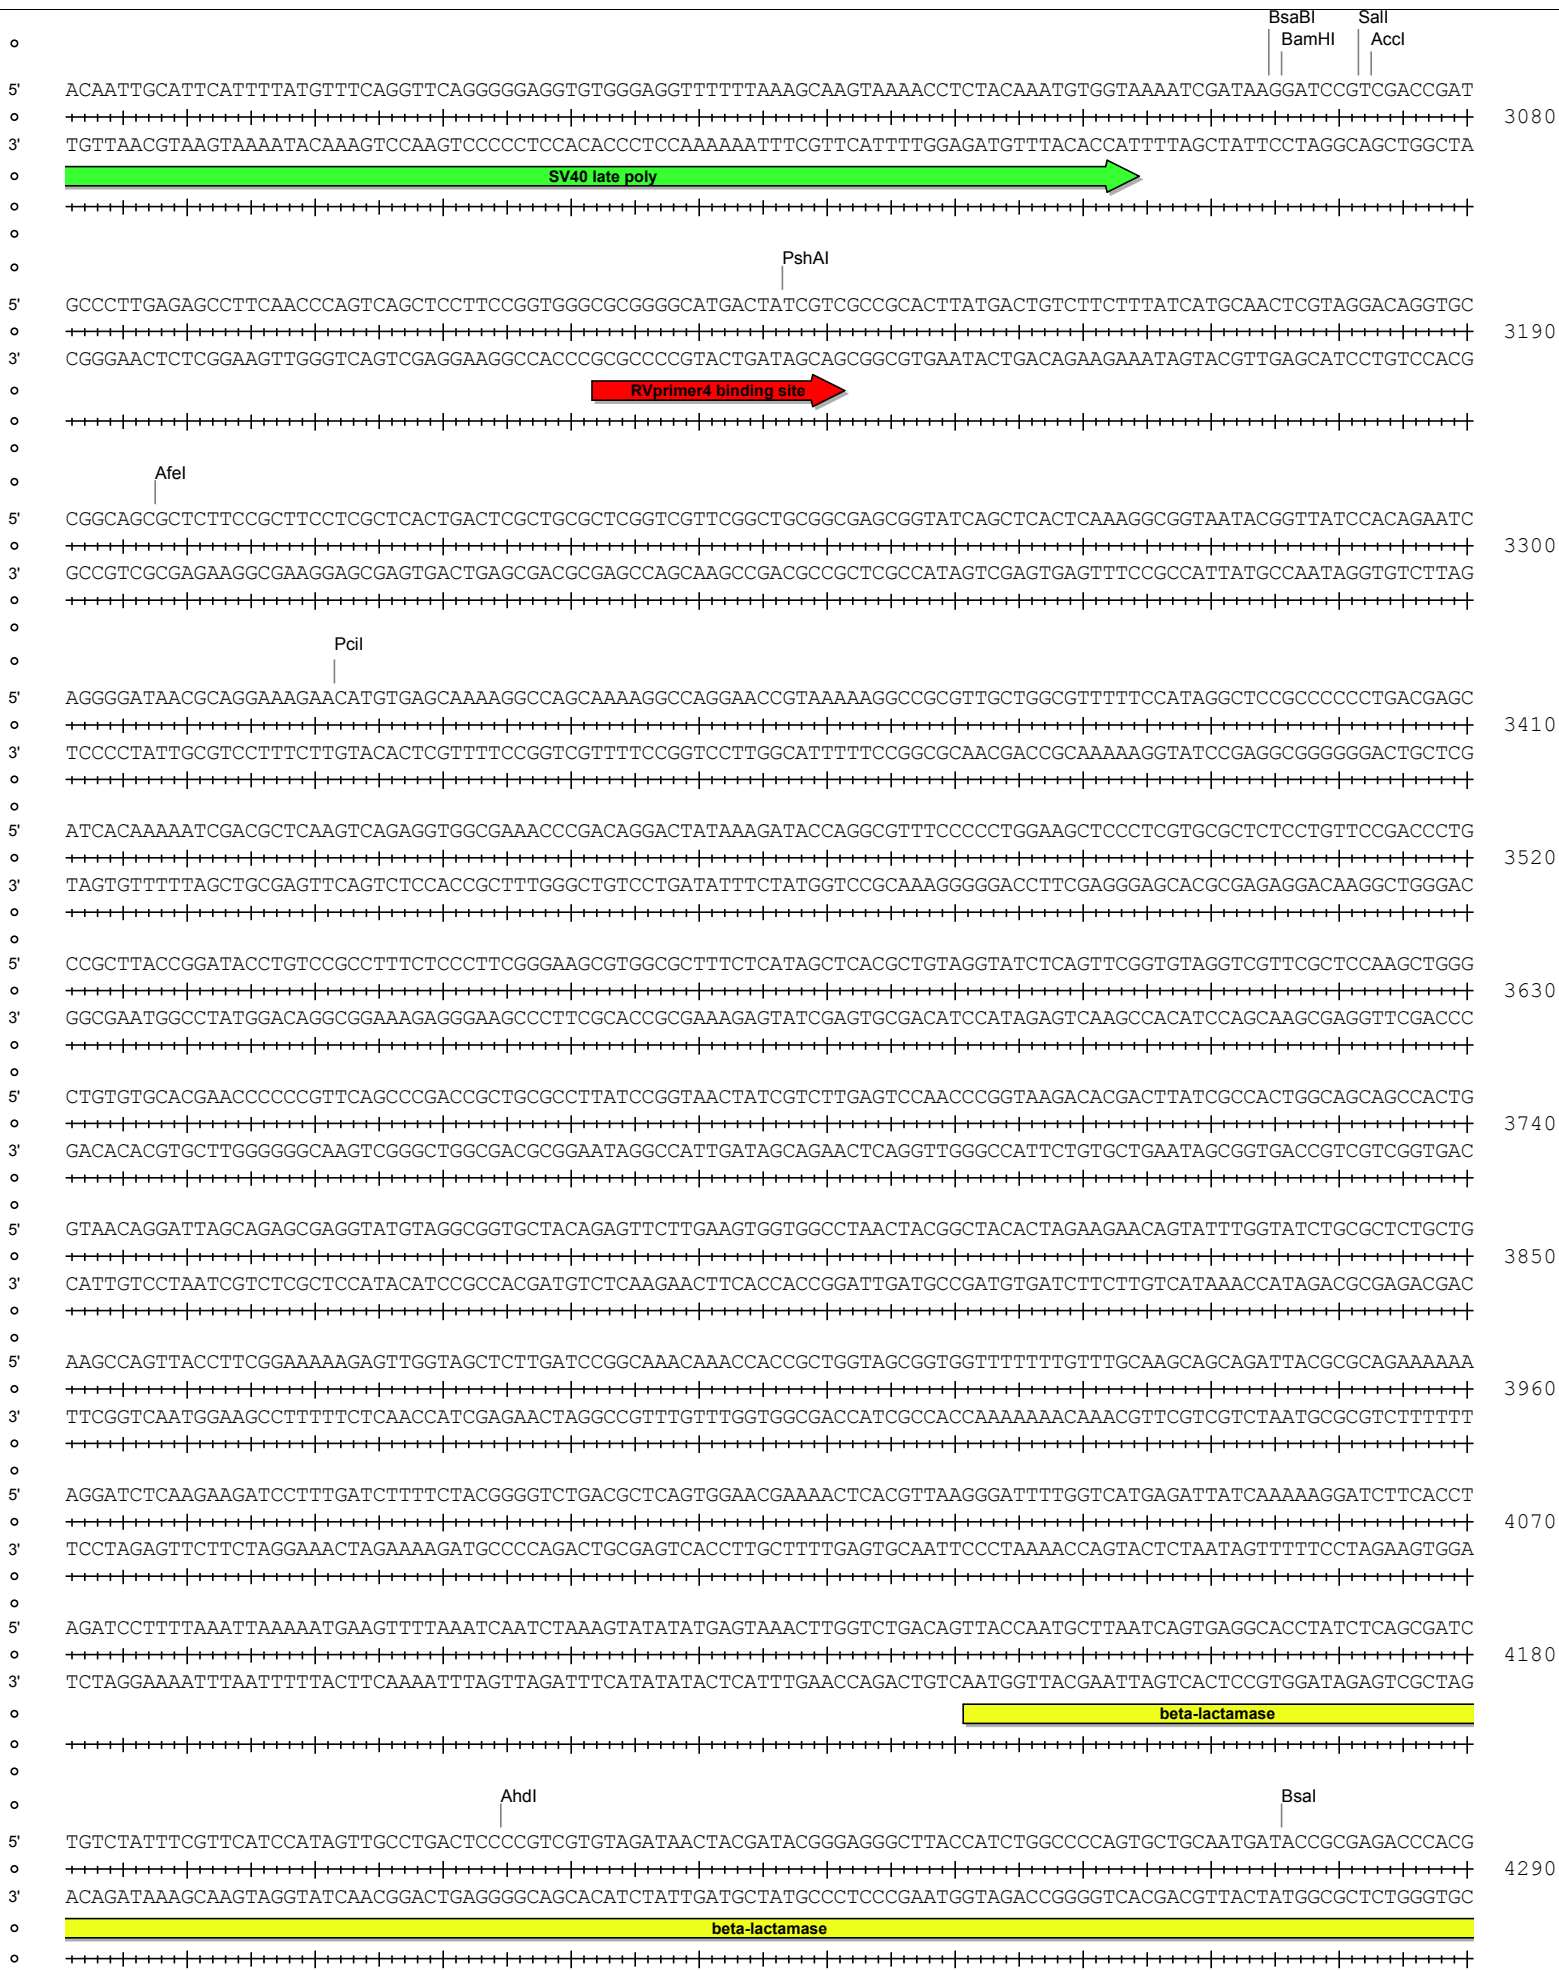 BsaBI SalI
BamHI AccI
5' ACAATTGCATTCATTTTATGTTTCAGGTTCAGGGGGAGGTGTGGGAGGTTTTTTAAAGCAAGTAAAACCTCTACAAATGTGGTAAAATCGATAAGGATCCGTCGACCGAT
3080
3' TGTTAACGTAAGTAAAATACAAAGTCCAAGTCCCCCTCCACACCCTCCAAAAAATTTCGTTCATTTTGGAGATGTTTACACCATTTTAGCTATTCCTAGGCAGCTGGCTA
SV40 late poly
PshAI
5' GCCCTTGAGAGCCTTCAACCCAGTCAGCTCCTTCCGGTGGGCGCGGGGCATGACTATCGTCGCCGCACTTATGACTGTCTTCTTTATCATGCAACTCGTAGGACAGGTGC
3190
3' CGGGAACTCTCGGAAGTTGGGTCAGTCGAGGAAGGCCACCCGCGCCCCGTACTGATAGCAGCGGCGTGAATACTGACAGAAGAAATAGTACGTTGAGCATCCTGTCCACG
RVprimer4 binding site
AfeI
5' CGGCAGCGCTCTTCCGCTTCCTCGCTCACTGACTCGCTGCGCTCGGTCGTTCGGCTGCGGCGAGCGGTATCAGCTCACTCAAAGGCGGTAATACGGTTATCCACAGAATC
3300
3' GCCGTCGCGAGAAGGCGAAGGAGCGAGTGACTGAGCGACGCGAGCCAGCAAGCCGACGCCGCTCGCCATAGTCGAGTGAGTTTCCGCCATTATGCCAATAGGTGTCTTAG
PciI
5' AGGGGATAACGCAGGAAAGAACATGTGAGCAAAAGGCCAGCAAAAGGCCAGGAACCGTAAAAAGGCCGCGTTGCTGGCGTTTTTCCATAGGCTCCGCCCCCCTGACGAGC
3410
3' TCCCCTATTGCGTCCTTTCTTGTACACTCGTTTTCCGGTCGTTTTCCGGTCCTTGGCATTTTTCCGGCGCAACGACCGCAAAAAGGTATCCGAGGCGGGGGGACTGCTCG
5' ATCACAAAAATCGACGCTCAAGTCAGAGGTGGCGAAACCCGACAGGACTATAAAGATACCAGGCGTTTCCCCCTGGAAGCTCCCTCGTGCGCTCTCCTGTTCCGACCCTG
3520
3' TAGTGTTTTTAGCTGCGAGTTCAGTCTCCACCGCTTTGGGCTGTCCTGATATTTCTATGGTCCGCAAAGGGGGACCTTCGAGGGAGCACGCGAGAGGACAAGGCTGGGAC
5' CCGCTTACCGGATACCTGTCCGCCTTTCTCCCTTCGGGAAGCGTGGCGCTTTCTCATAGCTCACGCTGTAGGTATCTCAGTTCGGTGTAGGTCGTTCGCTCCAAGCTGGG
3630
3' GGCGAATGGCCTATGGACAGGCGGAAAGAGGGAAGCCCTTCGCACCGCGAAAGAGTATCGAGTGCGACATCCATAGAGTCAAGCCACATCCAGCAAGCGAGGTTCGACCC
5' CTGTGTGCACGAACCCCCCGTTCAGCCCGACCGCTGCGCCTTATCCGGTAACTATCGTCTTGAGTCCAACCCGGTAAGACACGACTTATCGCCACTGGCAGCAGCCACTG
3740
3' GACACACGTGCTTGGGGGGCAAGTCGGGCTGGCGACGCGGAATAGGCCATTGATAGCAGAACTCAGGTTGGGCCATTCTGTGCTGAATAGCGGTGACCGTCGTCGGTGAC
5' GTAACAGGATTAGCAGAGCGAGGTATGTAGGCGGTGCTACAGAGTTCTTGAAGTGGTGGCCTAACTACGGCTACACTAGAAGAACAGTATTTGGTATCTGCGCTCTGCTG
3850
3' CATTGTCCTAATCGTCTCGCTCCATACATCCGCCACGATGTCTCAAGAACTTCACCACCGGATTGATGCCGATGTGATCTTCTTGTCATAAACCATAGACGCGAGACGAC
5' AAGCCAGTTACCTTCGGAAAAAGAGTTGGTAGCTCTTGATCCGGCAAACAAACCACCGCTGGTAGCGGTGGTTTTTTTGTTTGCAAGCAGCAGATTACGCGCAGAAAAAA
3960
3' TTCGGTCAATGGAAGCCTTTTTCTCAACCATCGAGAACTAGGCCGTTTGTTTGGTGGCGACCATCGCCACCAAAAAAACAAACGTTCGTCGTCTAATGCGCGTCTTTTTT
5' AGGATCTCAAGAAGATCCTTTGATCTTTTCTACGGGGTCTGACGCTCAGTGGAACGAAAACTCACGTTAAGGGATTTTGGTCATGAGATTATCAAAAAGGATCTTCACCT
4070
3' TCCTAGAGTTCTTCTAGGAAACTAGAAAAGATGCCCCAGACTGCGAGTCACCTTGCTTTTGAGTGCAATTCCCTAAAACCAGTACTCTAATAGTTTTTCCTAGAAGTGGA
5' AGATCCTTTTAAATTAAAAATGAAGTTTTAAATCAATCTAAAGTATATATGAGTAAACTTGGTCTGACAGTTACCAATGCTTAATCAGTGAGGCACCTATCTCAGCGATC
4180
3' TCTAGGAAAATTTAATTTTTACTTCAAAATTTAGTTAGATTTCATATATACTCATTTGAACCAGACTGTCAATGGTTACGAATTAGTCACTCCGTGGATAGAGTCGCTAG
beta-lactamase
AhdI BsaI
5' TGTCTATTTCGTTCATCCATAGTTGCCTGACTCCCCGTCGTGTAGATAACTACGATACGGGAGGGCTTACCATCTGGCCCCAGTGCTGCAATGATACCGCGAGACCCACG
4290
3' ACAGATAAAGCAAGTAGGTATCAACGGACTGAGGGGCAGCACATCTATTGATGCTATGCCCTCCCGAATGGTAGACCGGGGTCACGACGTTACTATGGCGCTCTGGGTGC
beta-lactamase